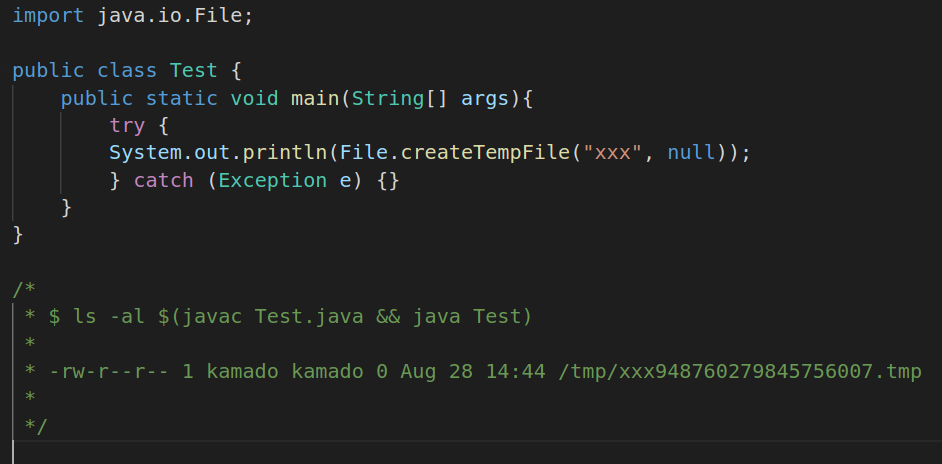 import java.io.File;
public class Test {
public static void main(String[] args){
try {
System.out.println(File.createTempFile("xxx", null));
} catch (Exception e) {}
}
}
/*
* $ ls -al $(javac Test.java && java Test)
*
* -rw-r--r-- 1 kamado kamado 0 Aug 28 14:44 /tmp/xxx948760279845756007.tmp
*
*/